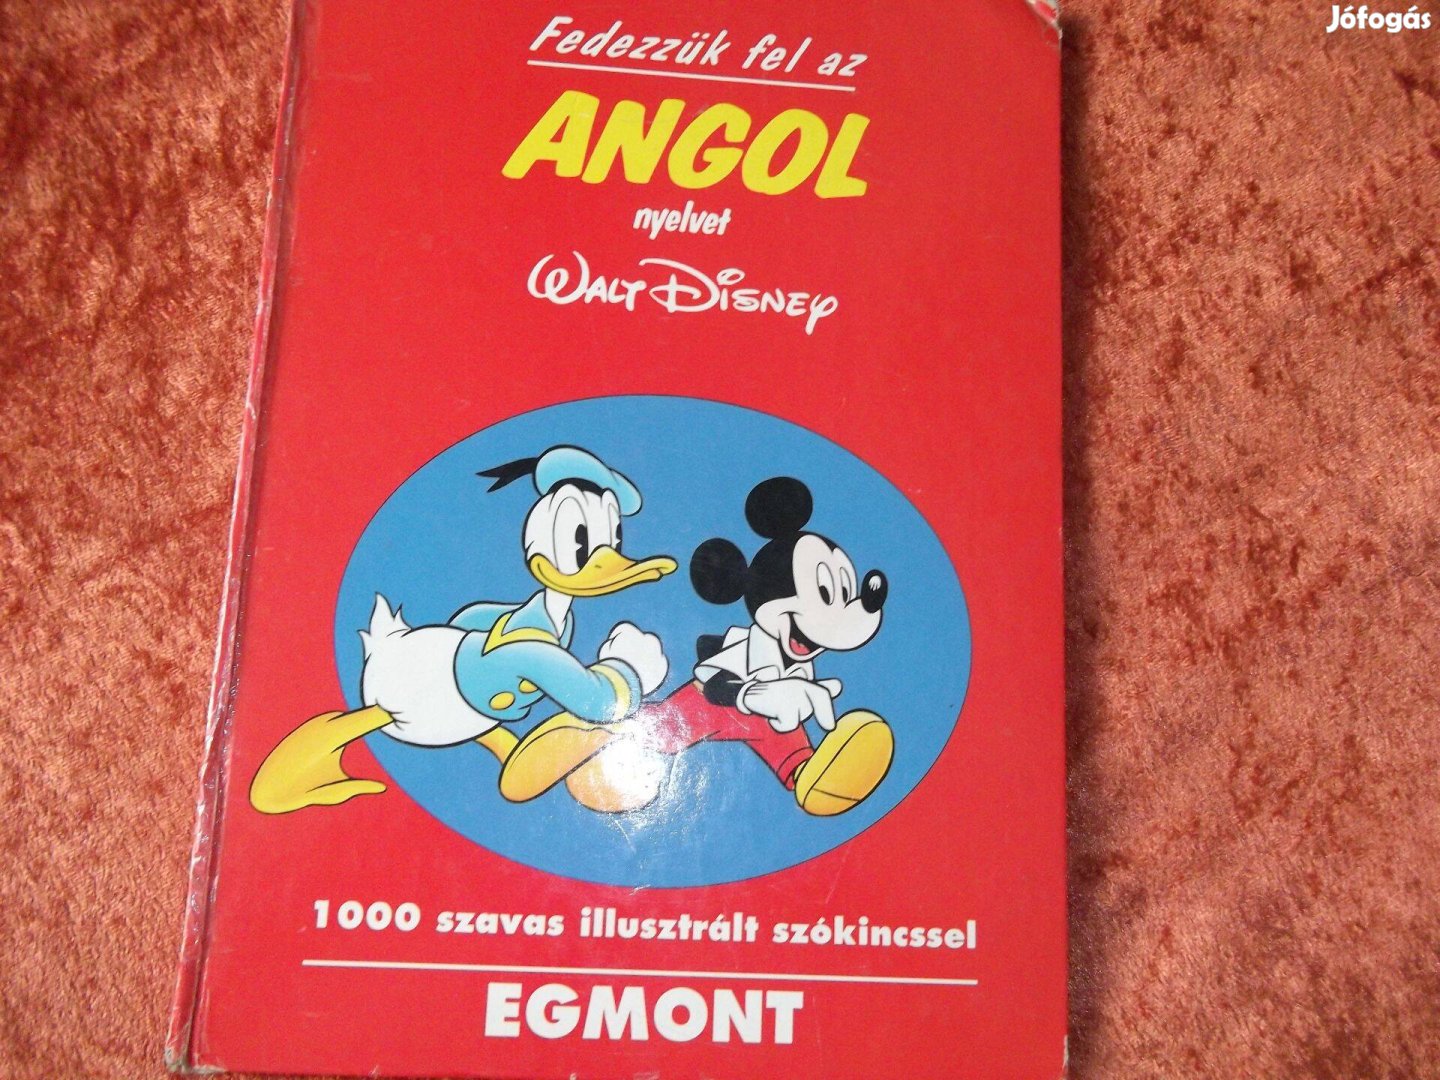 Jófogás
Fedezzük fel az
ANGOL
nyelvet
WALT DISNEY
1000 szavas illusztrált szókincssel
EGMONT